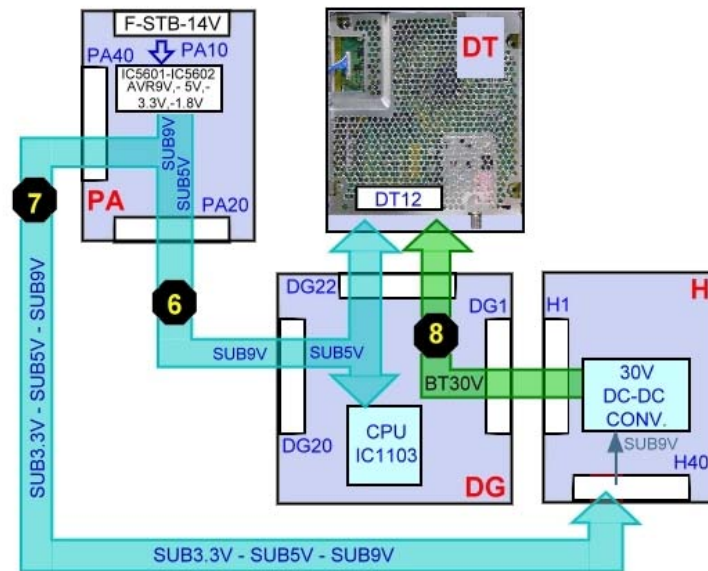 F-STB-14V
PA40
PA10
IC5601-IC5602
AVR9V,- 5V,-
3.3V,-1.8V
SUB9V
SUB5V
PA
PA20
7
6
SUB3.3V - SUB5V - SUB9V
SUB9V
SUB5V
DT
DT12
DG22
DG1
8
BT30V
CPU
IC1103
DG20
DG
H
H1
30V
DC-DC
CONV.
SUB9V
H40
SUB3.3V - SUB5V - SUB9V